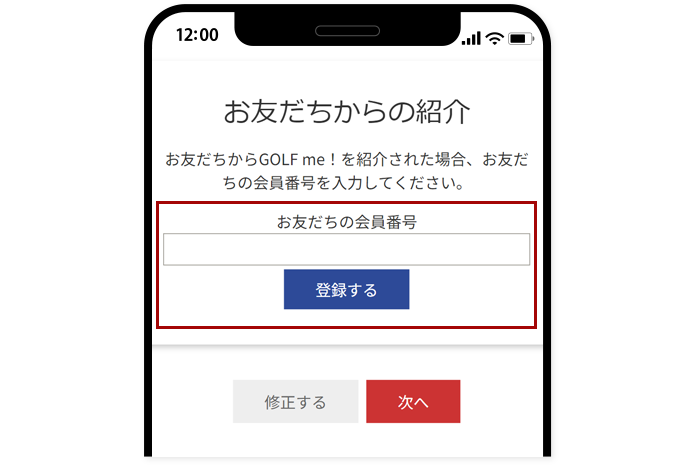 12:00
お友だちからの紹介
お友だちからGOLF me！を紹介された場合、お友だ
ちの会員番号を入力してください。
お友だちの会員番号
登録する
修正する
次へ